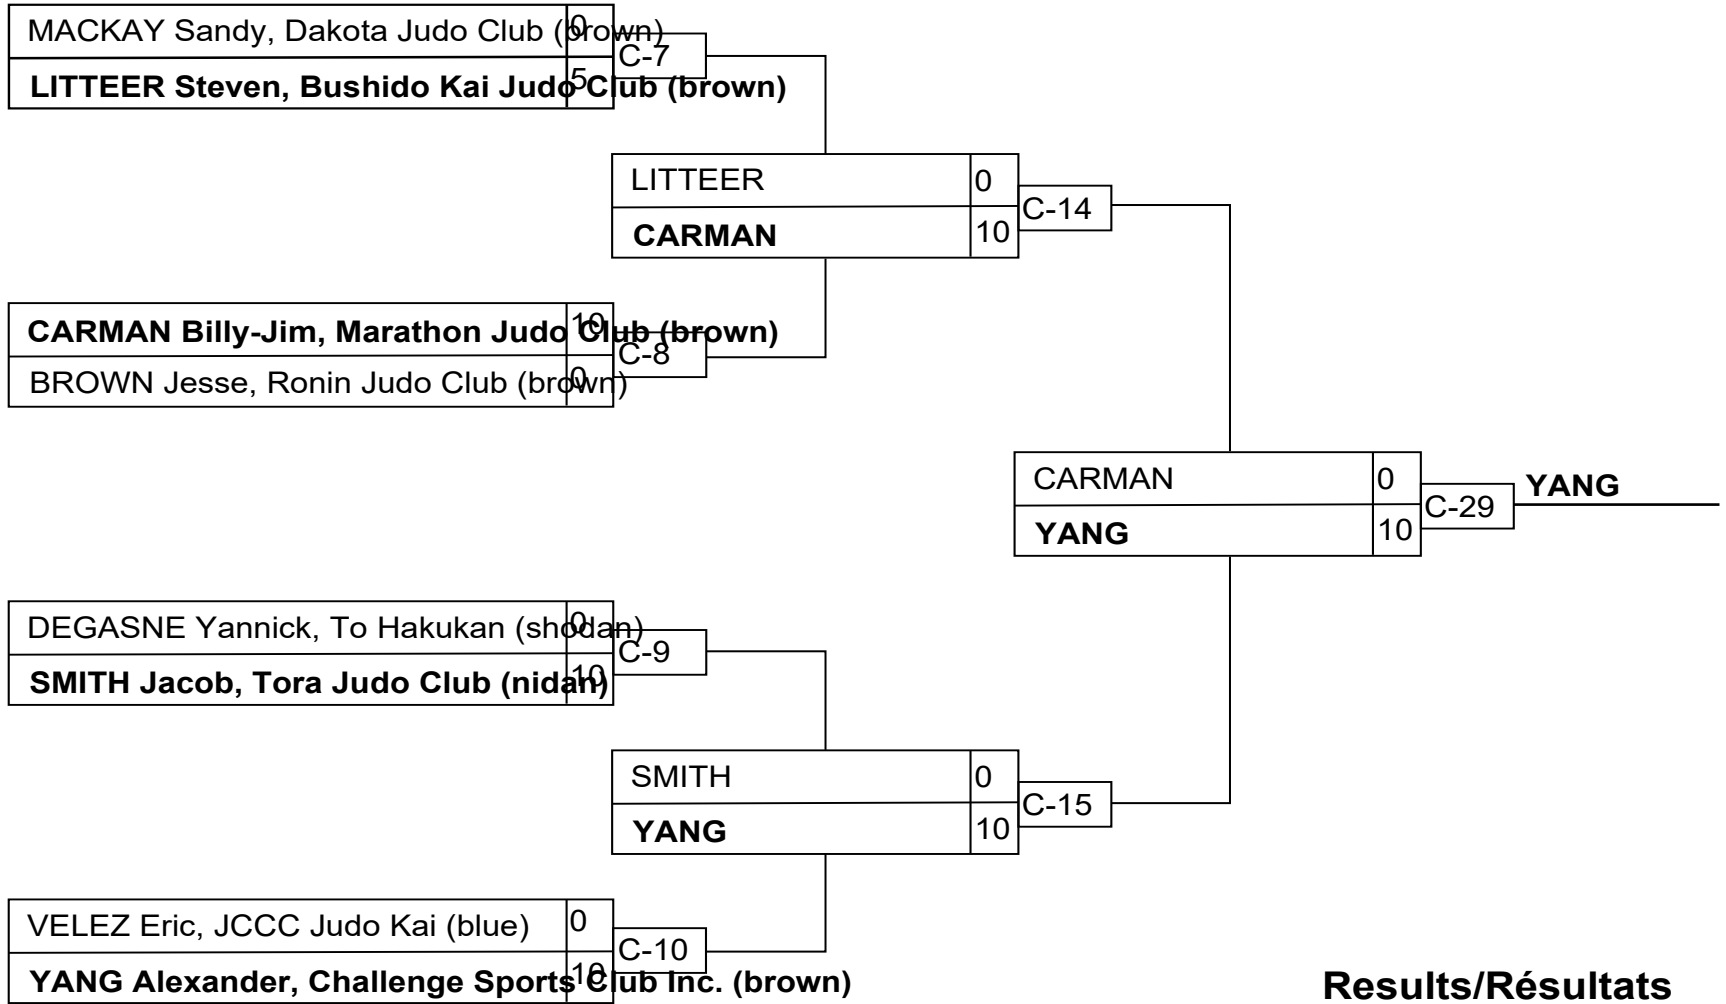 MACKAY Sandy, Dakota Judo Club (brown) 0
C-7
LITTEER Steven, Bushido Kai Judo Club (brown) 5
LITTEER 0
C-14
CARMAN 10
CARMAN Billy-Jim, Marathon Judo Club (brown) 10
C-8
BROWN Jesse, Ronin Judo Club (brown) 0
CARMAN 0
YANG
C-29
YANG 10
DEGASNE Yannick, To Hakukan (shodan) 0
C-9
SMITH Jacob, Tora Judo Club (nidan) 10
SMITH 0
C-15
YANG 10
VELEZ Eric, JCCC Judo Kai (blue) 0
C-10
YANG Alexander, Challenge Sports Club Inc. (brown) 10
Results/Résultats